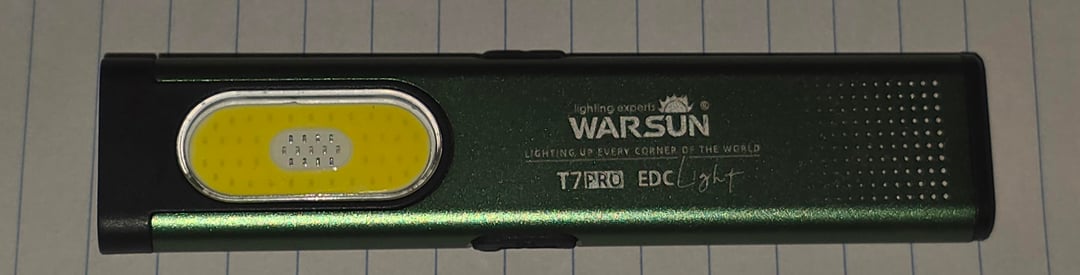 lighting experts
WARSUN®
LIGHTING UP EVERY CORNER OF THE WORLD
T7PRO EDC Light